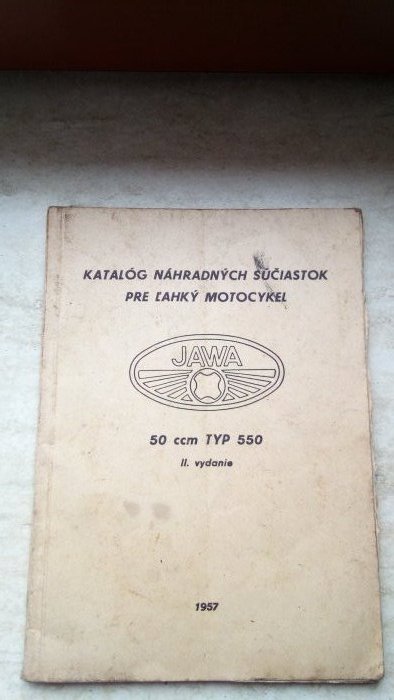 KATALÓG NÁHRADNÝCH SÚČIASTOK
PRE ĽAHKÝ MOTOCYKEL
JAWA
50 ccm TYP 550
II. vydanie
1957